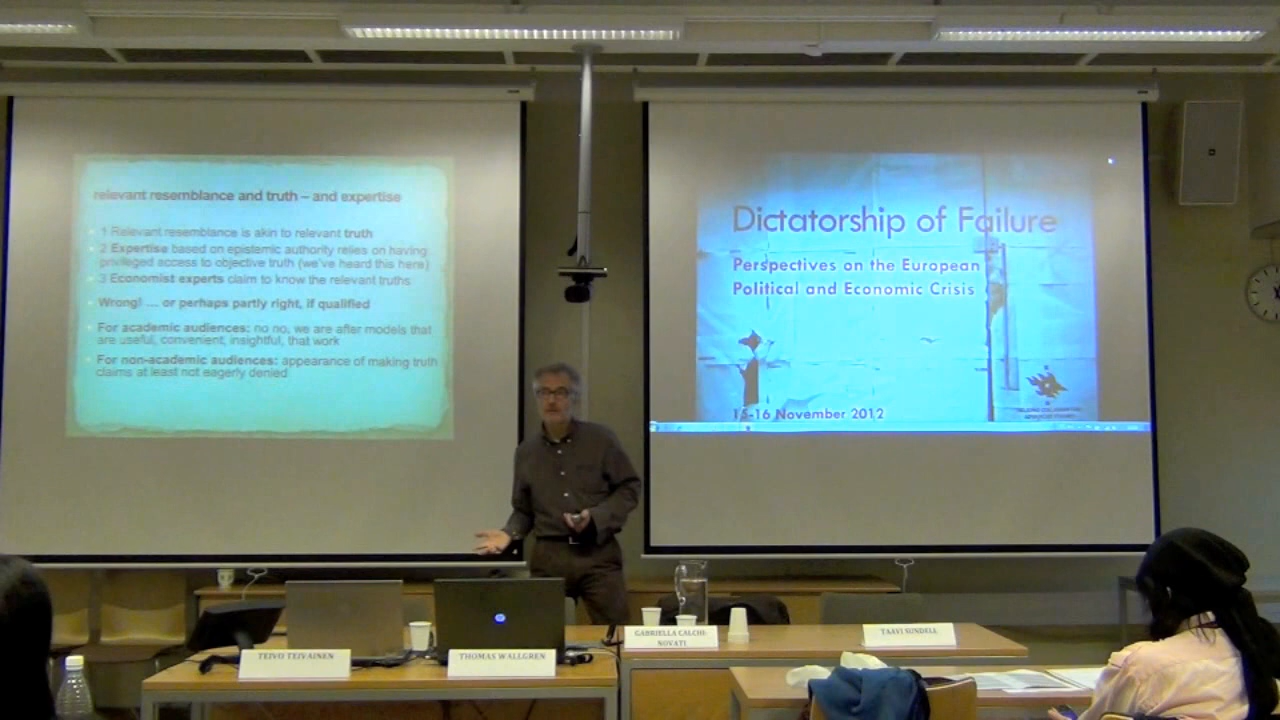 relevant resemblance and truth – and expertise
1 Relevant resemblance is akin to relevant truth
2 Expertise based on epistemic authority relies on having
privileged access to objective truth (we've heard this here)
3 Economist experts claim to know the relevant truths
Wrong! … or perhaps partly right, if qualified
For academic audiences: no no, we are after models that
are useful, convenient, insightful, that work
For non-academic audiences: appearance of making truth
claims at least not eagerly denied
Dictatorship of Failure
Perspectives on the European
Political and Economic Crisis
15-16 November 2012
TEIVO TEIVAINEN
THOMAS WALLGREN
GABRIELLA CALCHI-
NOVATI
TAAVI SUNDELL